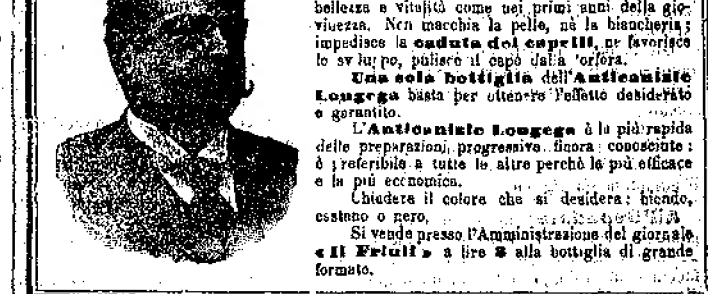 bellezza e vitalità come nei primi anni della gio-
vinezza. Non macchia la pelle, nè la biancheria;
impedisce la caduta dei capelli, ne favorisce
lo sviluppo, pulisce il capo dalla forfora.
Una sola bottiglia dell'Anticanizie
Longega basta per ottenere l'effetto desiderato
e garantito.
L'Anticanizie Longega è la più rapida
delle preparazioni progressive finora conosciute;
è preferibile a tutte le altre perchè la più efficace
e la più economica.
Chiedere il colore che si desidera: biondo,
castano o nero,
Si vende presso l'Amministrazione del giornale
« Il Friuli » a lire 3 alla bottiglia di grande
formato.